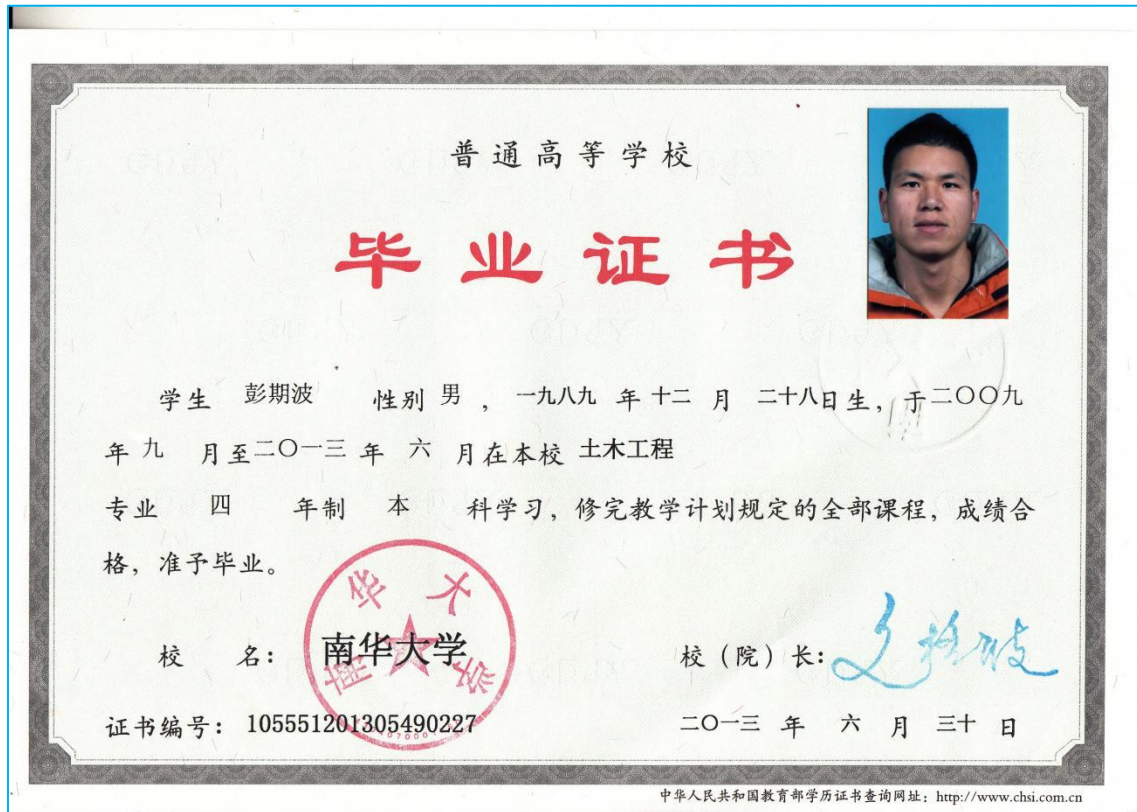 普通高等学校
毕业证书
学生 彭期波 性别 男 , 一九八九 年 十二 月 二十八日生, 于二〇〇九
年 九 月至二〇一三 年 六 月在本校 土木工程
专业 四 年制 本 科学习, 修完教学计划规定的全部课程, 成绩合
格, 准予毕业。
南华大学
校 名: 南华大学 校(院)长:
证书编号: 105551201305490227 二〇一三 年 六 月 三十 日
中华人民共和国教育部学历证书查询网址: http://www.chsi.com.cn